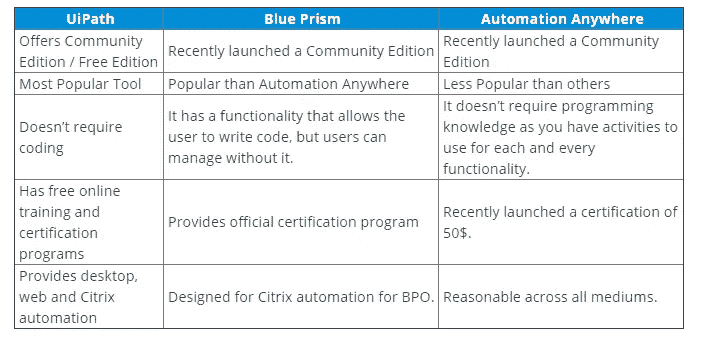 UiPath
Blue Prism
Automation Anywhere
Offers Community
Edition / Free Edition
Recently launched a Community Edition
Recently launched a Community
Edition
Most Popular Tool
Popular than Automation Anywhere
Less Popular than others
Doesn’t require
coding
It has a functionality that allows the
user to write code, but users can
manage without it.
It doesn’t require programming
knowledge as you have activities to
use for each and every
functionality.
Has free online
training and
certification
programs
Provides official certification program
Recently launched a certification of
50$.
Provides desktop,
web and Citrix
automation
Designed for Citrix automation for BPO.
Reasonable across all mediums.